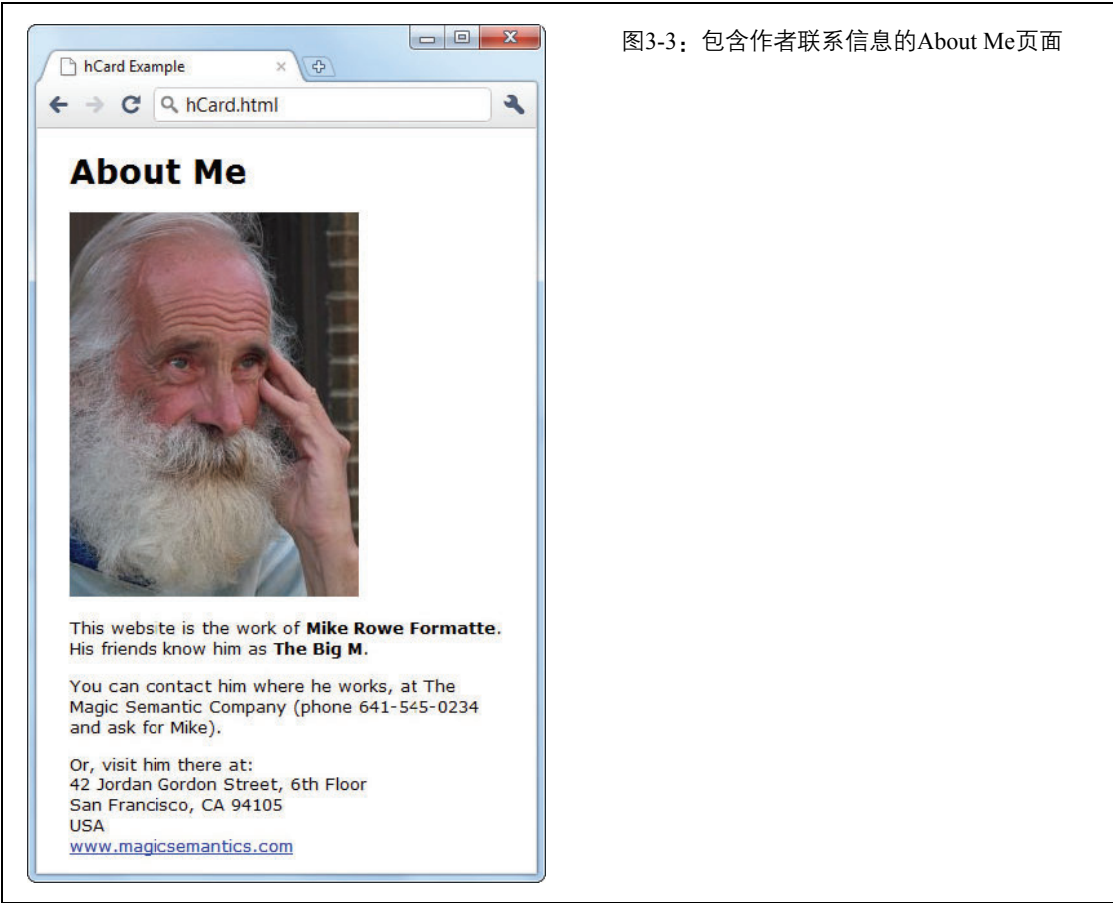 hCard Example
hCard.html
About Me
This website is the work of Mike Rowe Formatte.
His friends know him as The Big M.
You can contact him where he works, at The
Magic Semantic Company (phone 641-545-0234
and ask for Mike).
Or, visit him there at:
42 Jordan Gordon Street, 6th Floor
San Francisco, CA 94105
USA
www.magicsemantics.com
图3-3：包含作者联系信息的About Me页面